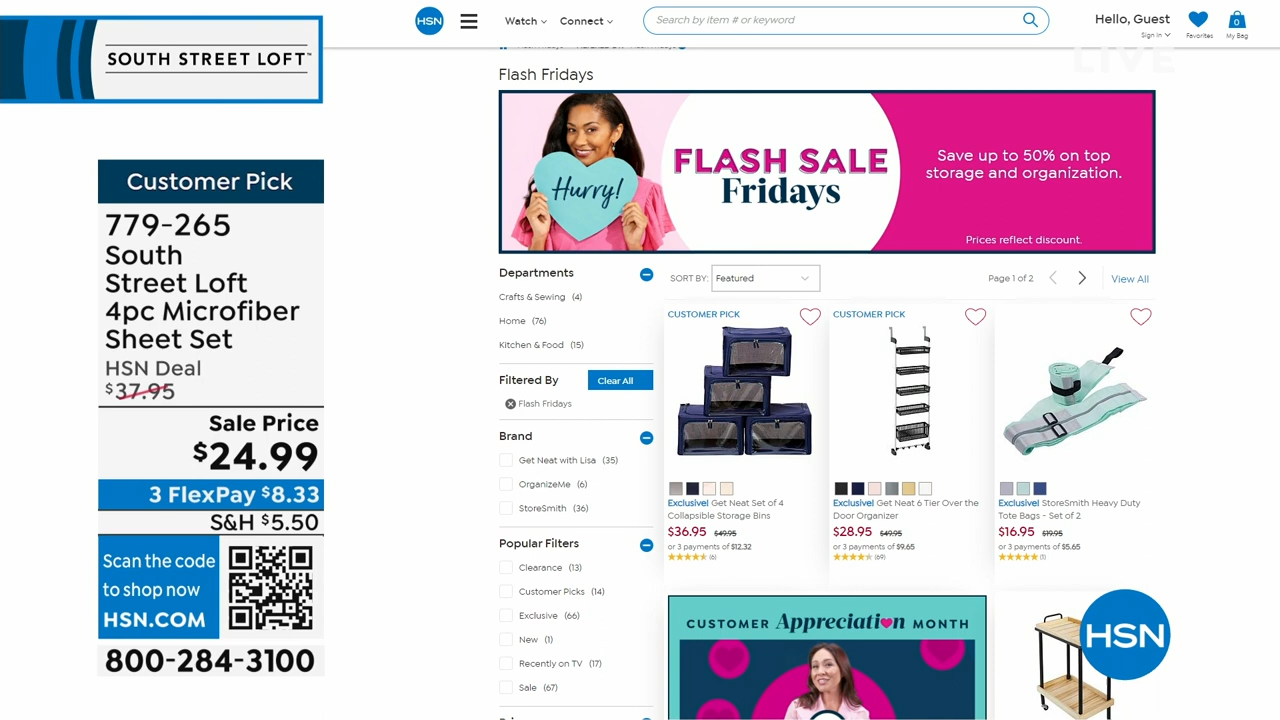 SOUTH STREET LOFT™
Customer Pick
779-265
South
Street Loft
4pc Microfiber
Sheet Set
HSN Deal
$37.95
Sale Price
$24.99
3 FlexPay $8.33
S&H $5.50
Scan the code
to shop now
HSN.COM
800-284-3100
HSN
Watch
Connect
Search by item # or keyword
Hello, Guest
Sign in
Favorites
0
My Bag
LIVE
Flash Fridays
Hurry!
FLASH SALE
Fridays
Save up to 50% on top
storage and organization.
Prices reflect discount.
Departments
Crafts & Sewing (4)
Home (76)
Kitchen & Food (15)
Filtered By
Clear All
Flash Fridays
Brand
Get Neat with Lisa (35)
OrganizeMe (6)
StoreSmith (36)
Popular Filters
Clearance (13)
Customer Picks (14)
Exclusive (66)
New (1)
Recently on TV (17)
Sale (67)
SORT BY: Featured
Page 1 of 2
View All
CUSTOMER PICK
Exclusive! Get Neat Set of 4
Collapsible Storage Bins
$36.95 $49.95
or 3 payments of $12.32
(6)
CUSTOMER PICK
Exclusive! Get Neat 6 Tier Over the
Door Organizer
$28.95 $49.95
or 3 payments of $9.65
(69)
Exclusive! StoreSmith Heavy Duty
Tote Bags - Set of 2
$16.95 $19.95
or 3 payments of $5.65
(1)
CUSTOMER Appreciation MONTH
HSN